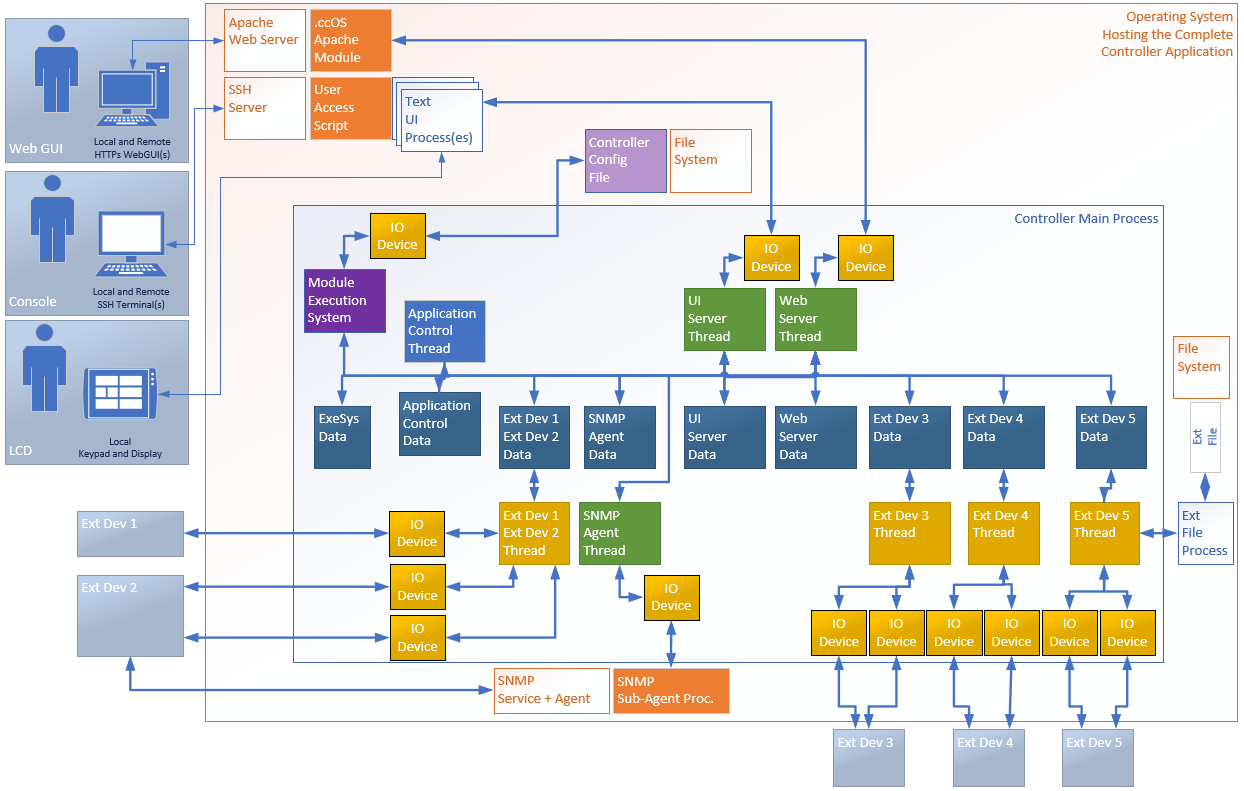 Operating System
Hosting the Complete
Controller Application
Apache
Web Server
.ccOS
Apache
Module
SSH
Server
User
Access
Script
Text
UI
Process(es)
Local and Remote
HTTPs WebGUI(s)
Web GUI
Controller
Config
File
File
System
Local and Remote
SSH Terminal(s)
Console
Controller Main Process
IO
Device
IO
Device
IO
Device
Module
Execution
System
Application
Control
Thread
UI
Server
Thread
Web
Server
Thread
File
System
Local
Keypad and Display
LCD
ExeSys
Data
Application
Control
Data
Ext Dev 1
Ext Dev 2
Data
SNMP
Agent
Data
UI
Server
Data
Web
Server
Data
Ext Dev 3
Data
Ext Dev 4
Data
Ext Dev 5
Data
Ext
File
Ext Dev 1
IO
Device
Ext Dev 1
Ext Dev 2
Thread
SNMP
Agent
Thread
Ext Dev 3
Thread
Ext Dev 4
Thread
Ext Dev 5
Thread
Ext
File
Process
Ext Dev 2
IO
Device
IO
Device
IO
Device
IO
Device
IO
Device
IO
Device
IO
Device
IO
Device
IO
Device
SNMP
Service + Agent
SNMP
Sub-Agent Proc.
Ext Dev 3
Ext Dev 4
Ext Dev 5